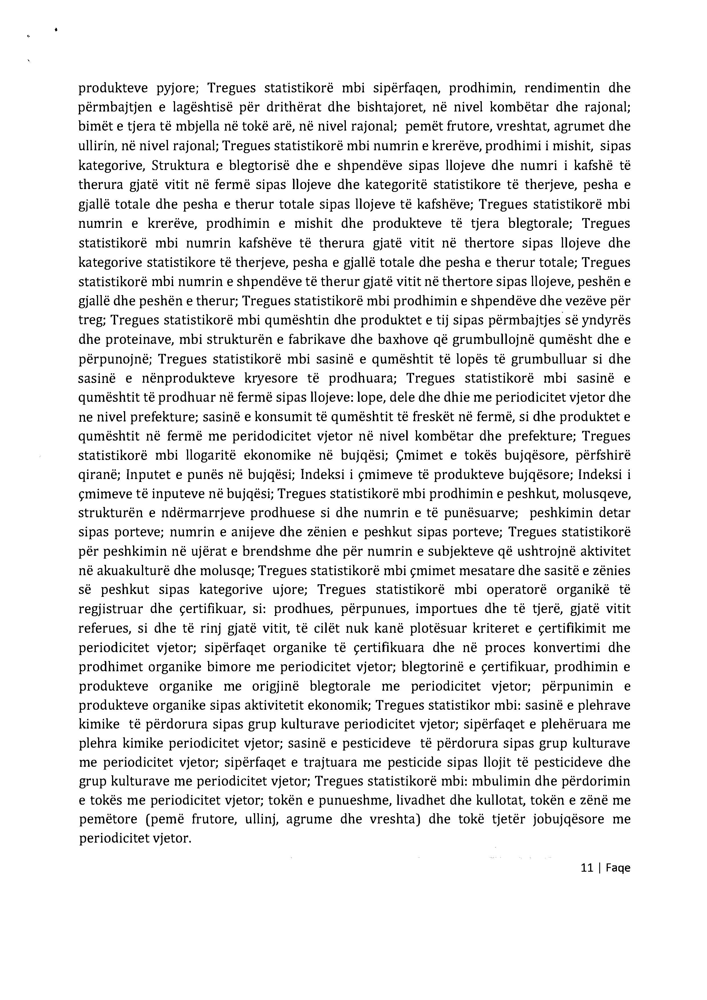 produkteve pyjore; Tregues statistikorë mbi sipërfaqen, prodhimin, rendimentin dhe
përmbajtjen e lagështisë për drithërat dhe bishtajoret, në nivel kombëtar dhe rajonal;
bimët e tjera të mbjella në tokë arë, në nivel rajonal; pemët frutore, vreshtat, agrumet dhe
ullirin, në nivel rajonal; Tregues statistikorë mbi numrin e krerëve, prodhimi i mishit, sipas
kategorive, Struktura e blegtorisë dhe e shpendëve sipas llojeve dhe numri i kafshë të
therura gjatë vitit në fermë sipas llojeve dhe kategoritë statistikore të therjeve, pesha e
gjallë totale dhe pesha e therur totale sipas llojeve të kafshëve; Tregues statistikorë mbi
numrin e krerëve, prodhimin e mishit dhe produkteve të tjera blegtorale; Tregues
statistikorë mbi numrin kafshëve të therura gjatë vitit në thertore sipas llojeve dhe
kategorive statistikore të therjeve, pesha e gjallë totale dhe pesha e therur totale; Tregues
statistikorë mbi numrin e shpendëve të therur gjatë vitit në thertore sipas llojeve, peshën e
gjallë dhe peshën e therur; Tregues statistikorë mbi prodhimin e shpendëve dhe vezëve për
treg; Tregues statistikorë mbi qumështin dhe produktet e tij sipas përmbajtjes së yndyrës
dhe proteinave, mbi strukturën e fabrikave dhe baxhove që grumbullojnë qumësht dhe e
përpunojnë; Tregues statistikorë mbi sasinë e qumështit të lopës të grumbulluar si dhe
sasinë e nënprodukteve kryesore të prodhuara; Tregues statistikorë mbi sasinë e
qumështit të prodhuar në fermë sipas llojeve: lope, dele dhe dhie me periodicitet vjetor dhe
ne nivel prefekture; sasinë e konsumit të qumështit të freskët në fermë, si dhe produktet e
qumështit në fermë me peridodicitet vjetor në nivel kombëtar dhe prefekture; Tregues
statistikorë mbi llogaritë ekonomike në bujqësi; Çmimet e tokës bujqësore, përfshirë
qiranë; Inputet e punës në bujqësi; Indeksi i çmimeve të produkteve bujqësore; Indeksi i
çmimeve të inputeve në bujqësi; Tregues statistikorë mbi prodhimin e peshkut, molusqeve,
strukturën e ndërmarrjeve prodhuese si dhe numrin e të punësuarve; peshkimin detar
sipas porteve; numrin e anijeve dhe zënien e peshkut sipas porteve; Tregues statistikorë
për peshkimin në ujërat e brendshme dhe për numrin e subjekteve që ushtrojnë aktivitet
në akuakulturë dhe molusqe; Tregues statistikorë mbi çmimet mesatare dhe sasitë e zënies
së peshkut sipas kategorive ujore; Tregues statistikorë mbi operatorë organikë të
regjistruar dhe çertifikuar, si: prodhues, përpunues, importues dhe të tjerë, gjatë vitit
referues, si dhe të rinj gjatë vitit, të cilët nuk kanë plotësuar kriteret e çertifikimit me
periodicitet vjetor; sipërfaqet organike të çertifikuara dhe në proces konvertimi dhe
prodhimet organike bimore me periodicitet vjetor; blegtorinë e çertifikuar, prodhimin e
produkteve organike me origjinë blegtorale me periodicitet vjetor; përpunimin e
produkteve organike sipas aktivitetit ekonomik; Tregues statistikor mbi: sasinë e plehrave
kimike të përdorura sipas grup kulturave periodicitet vjetor; sipërfaqet e plehëruara me
plehra kimike periodicitet vjetor; sasinë e pesticideve të përdorura sipas grup kulturave
me periodicitet vjetor; sipërfaqet e trajtuara me pesticide sipas llojit të pesticideve dhe
grup kulturave me periodicitet vjetor; Tregues statistikorë mbi: mbulimin dhe përdorimin
e tokës me periodicitet vjetor; tokën e punueshme, livadhet dhe kullotat, tokën e zënë me
pemëtore (pemë frutore, ullinj, agrume dhe vreshta) dhe tokë tjetër jobujqësore me
periodicitet vjetor.
11 | Faqe